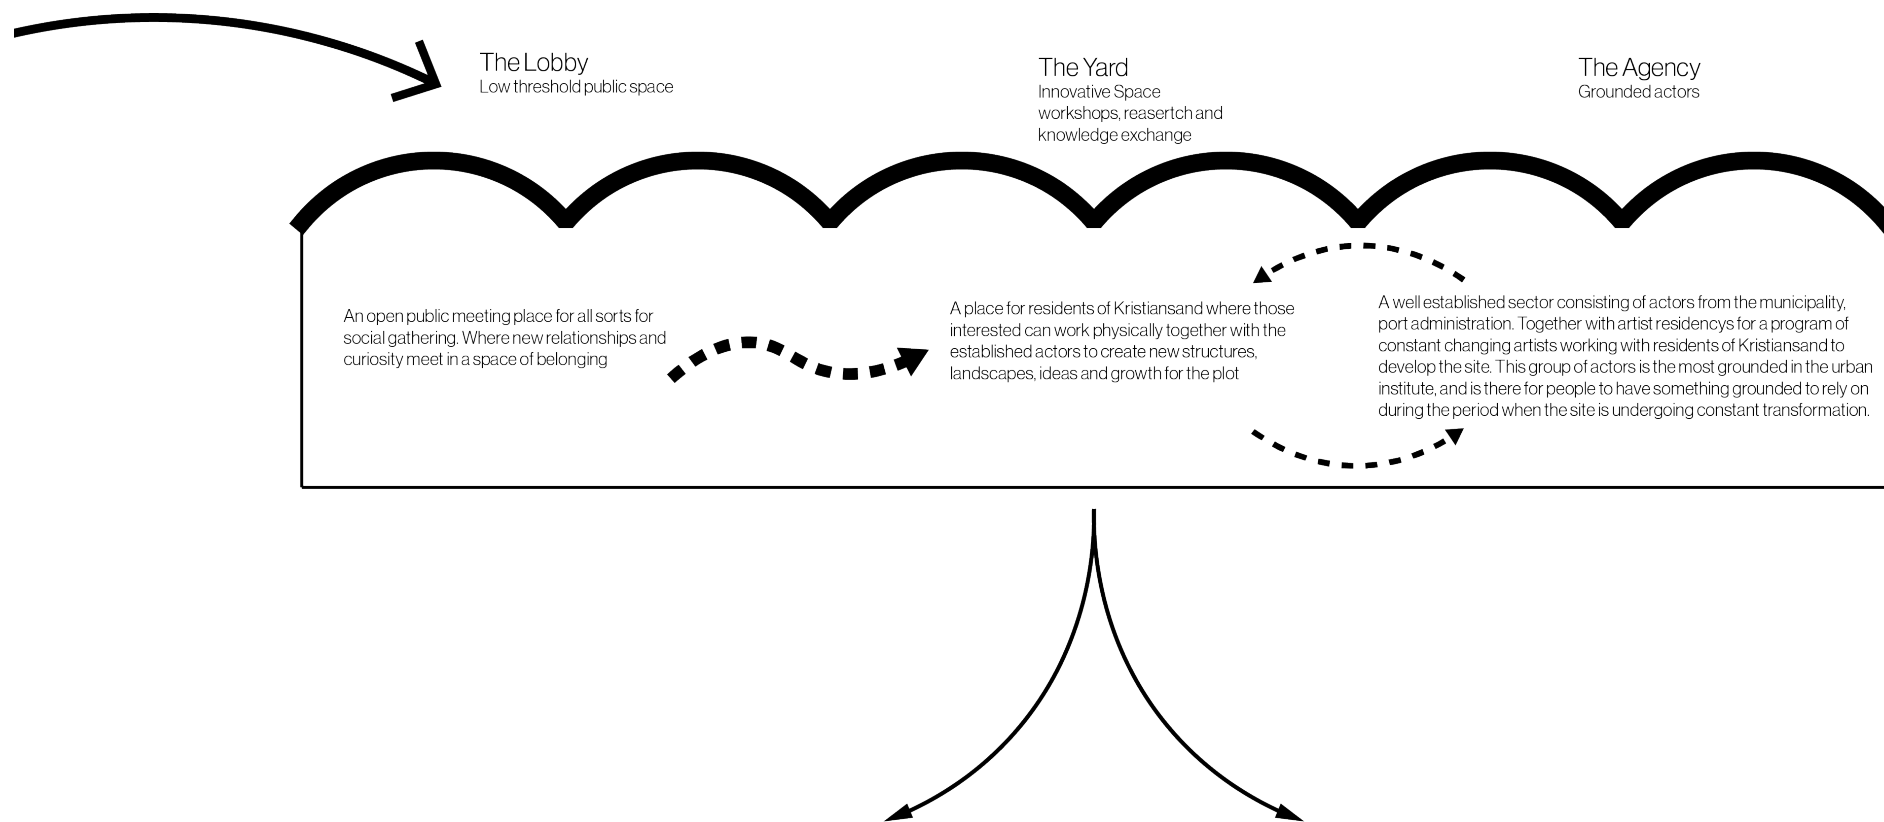 The Lobby
Low threshold public space
The Yard
Innovative Space
workshops, reasertch and
knowledge exchange
The Agency
Grounded actors
An open public meeting place for all sorts for
social gathering. Where new relationships and
curiosity meet in a space of belonging
A place for residents of Kristiansand where those
interested can work physically together with the
established actors to create new structures,
landscapes, ideas and growth for the plot
A well established sector consisting of actors from the municipality,
port administration. Together with artist residencys for a program of
constant changing artists working with residents of Kristiansand to
develop the site. This group of actors is the most grounded in the urban
institute, and is there for people to have something grounded to rely on
during the period when the site is undergoing constant transformation.